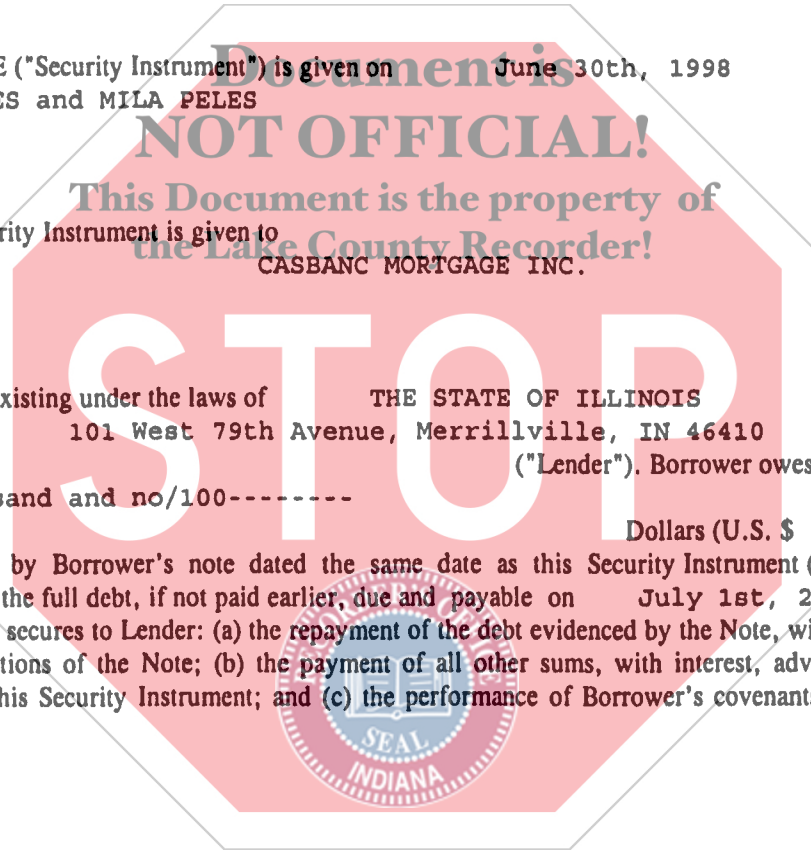 E ("Security Instrument") is given on June 30th, 1998
ES and MILA PELES
Document is
NOT OFFICIAL!
This Document is the property of
the Lake County Recorder!
rity Instrument is given to
CASBANC MORTGAGE INC.
STOP
xisting under the laws of THE STATE OF ILLINOIS
101 West 79th Avenue, Merrillville, IN 46410
("Lender"). Borrower owes
sand and no/100--------
Dollars (U.S. $
by Borrower's note dated the same date as this Security Instrument (
the full debt, if not paid earlier, due and payable on July 1st, 2
secures to Lender: (a) the repayment of the debt evidenced by the Note, wi
tions of the Note; (b) the payment of all other sums, with interest, adv
his Security Instrument; and (c) the performance of Borrower's covenants
SEAL
INDIANA